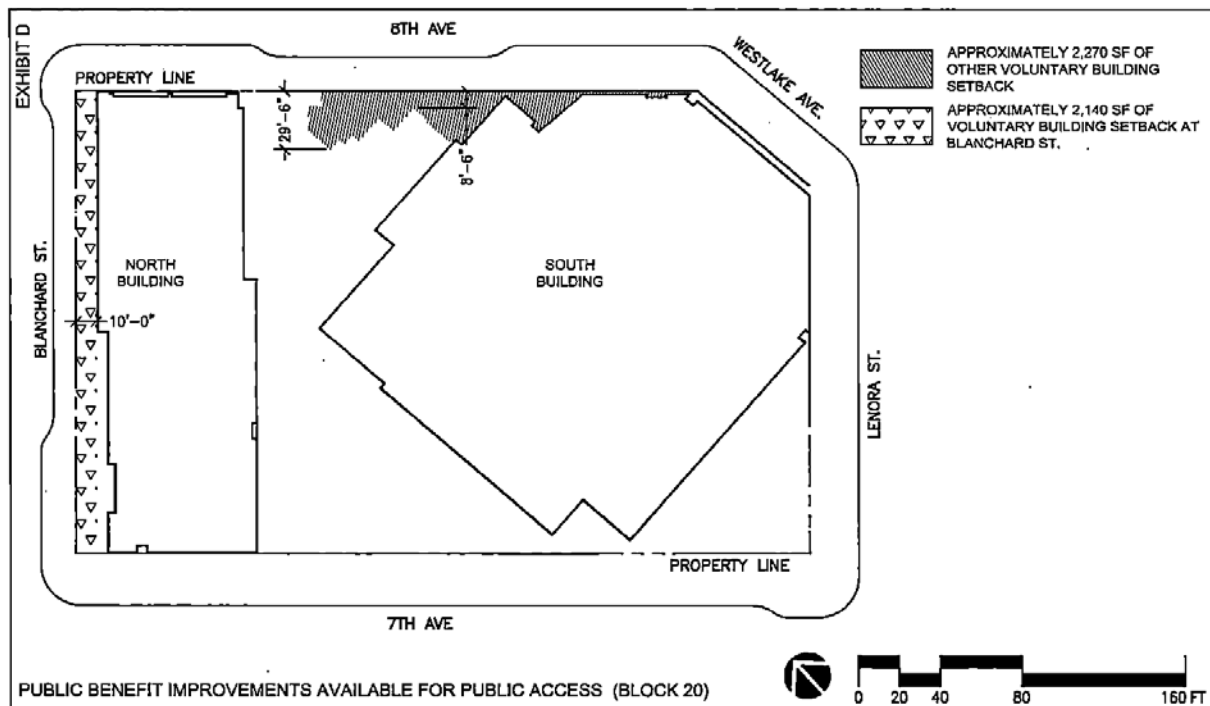 EXHIBIT D
8TH AVE
WESTLAKE AVE.
PROPERTY LINE
29'-6"
8'-6"
APPROXIMATELY 2,270 SF OF
OTHER VOLUNTARY BUILDING
SETBACK
APPROXIMATELY 2,140 SF OF
VOLUNTARY BUILDING SETBACK AT
BLANCHARD ST.
BLANCHARD ST.
NORTH
BUILDING
10'-0"
SOUTH
BUILDING
LENORA ST.
PROPERTY LINE
7TH AVE
PUBLIC BENEFIT IMPROVEMENTS AVAILABLE FOR PUBLIC ACCESS (BLOCK 20)
0 20 40 80 160 FT